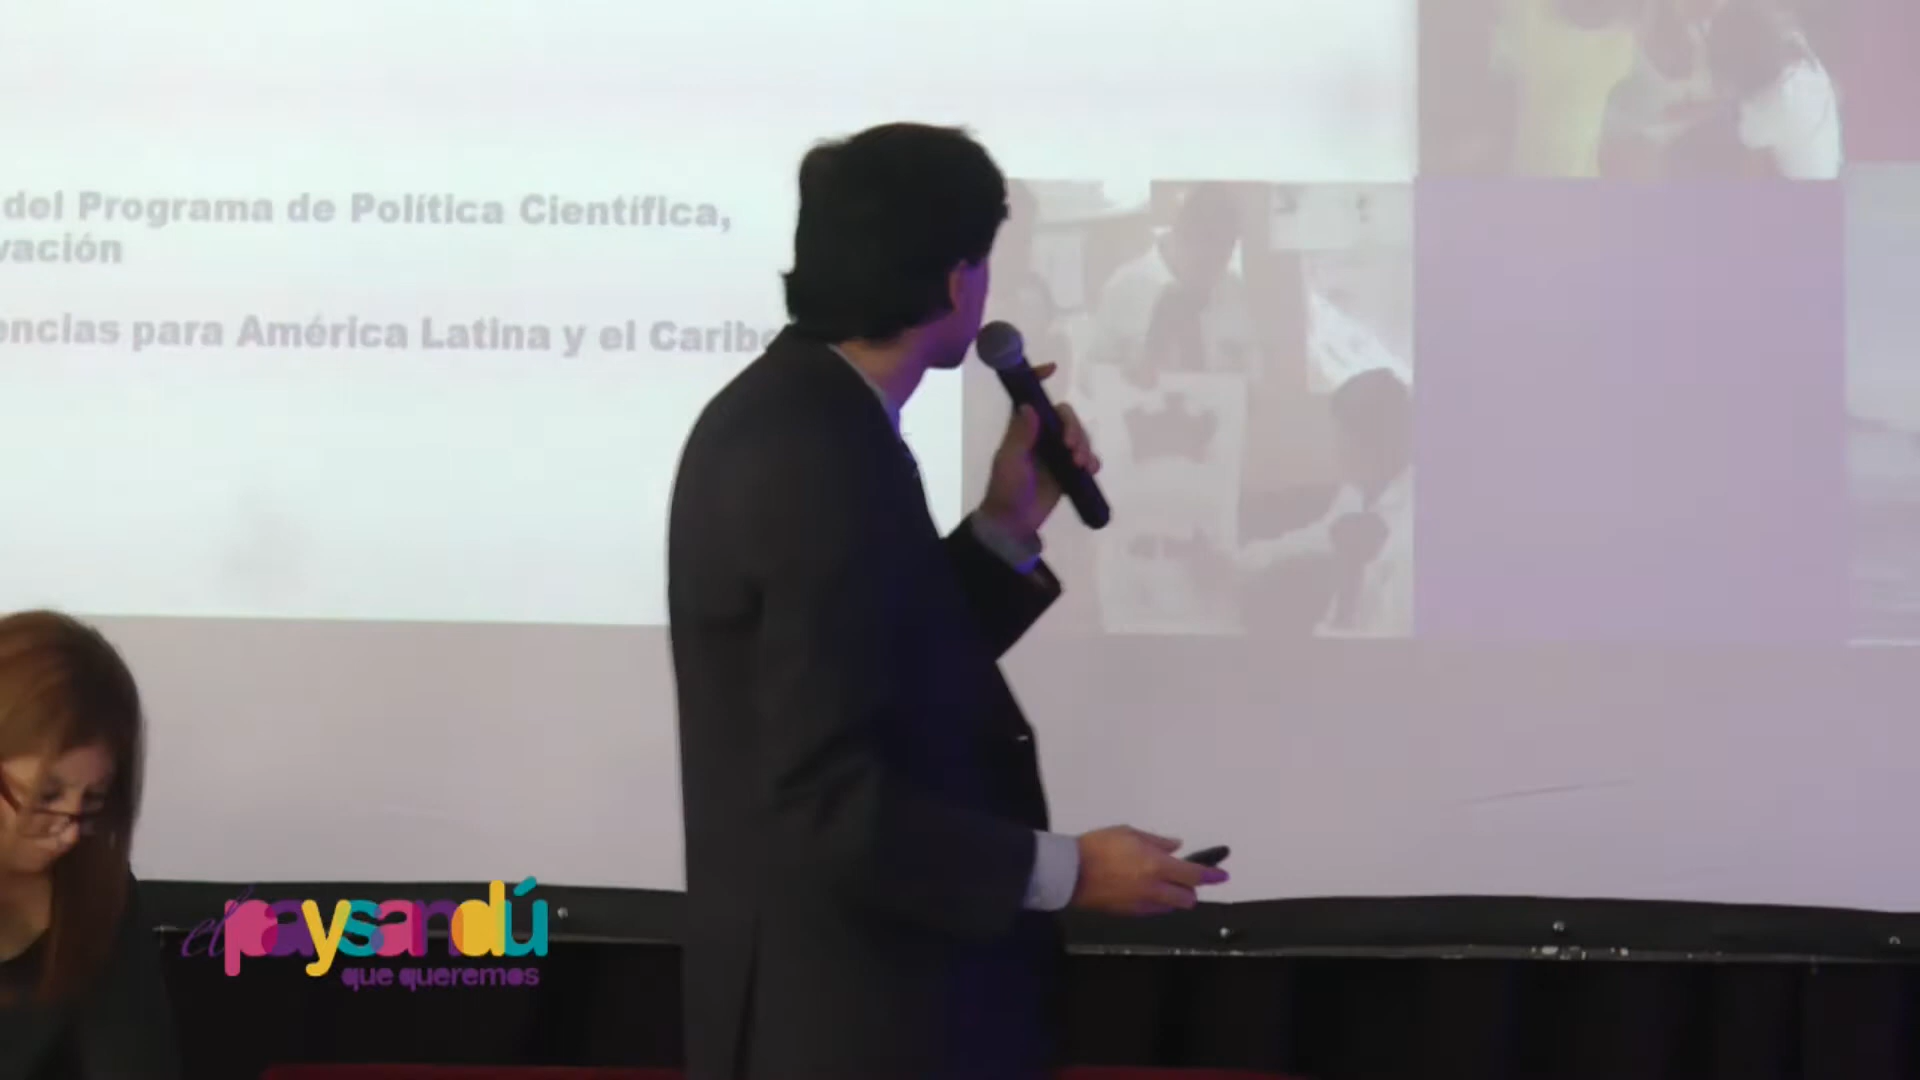 del Programa de Política Científica,
vación
encias para América Latina y el Caribe
el paysandú
que queremos